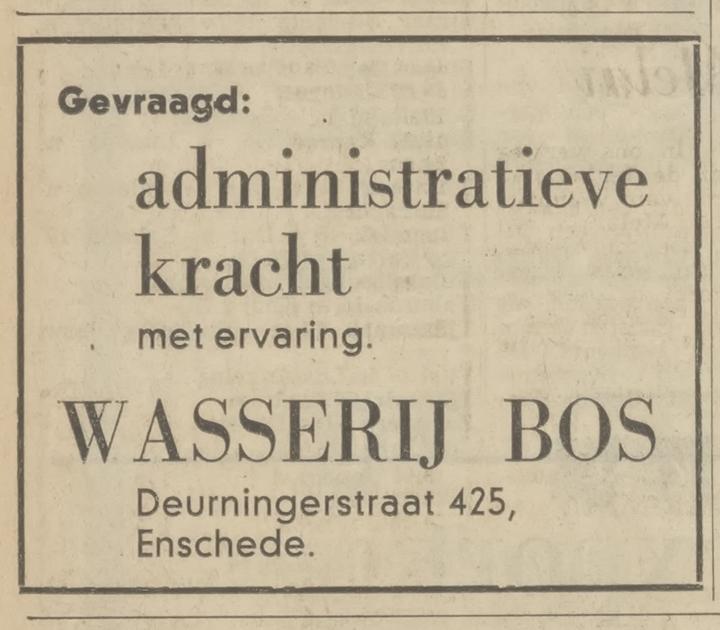 Gevraagd:
administratieve
kracht
met ervaring.
WASSERIJ BOS
Deurningerstraat 425,
Enschede.